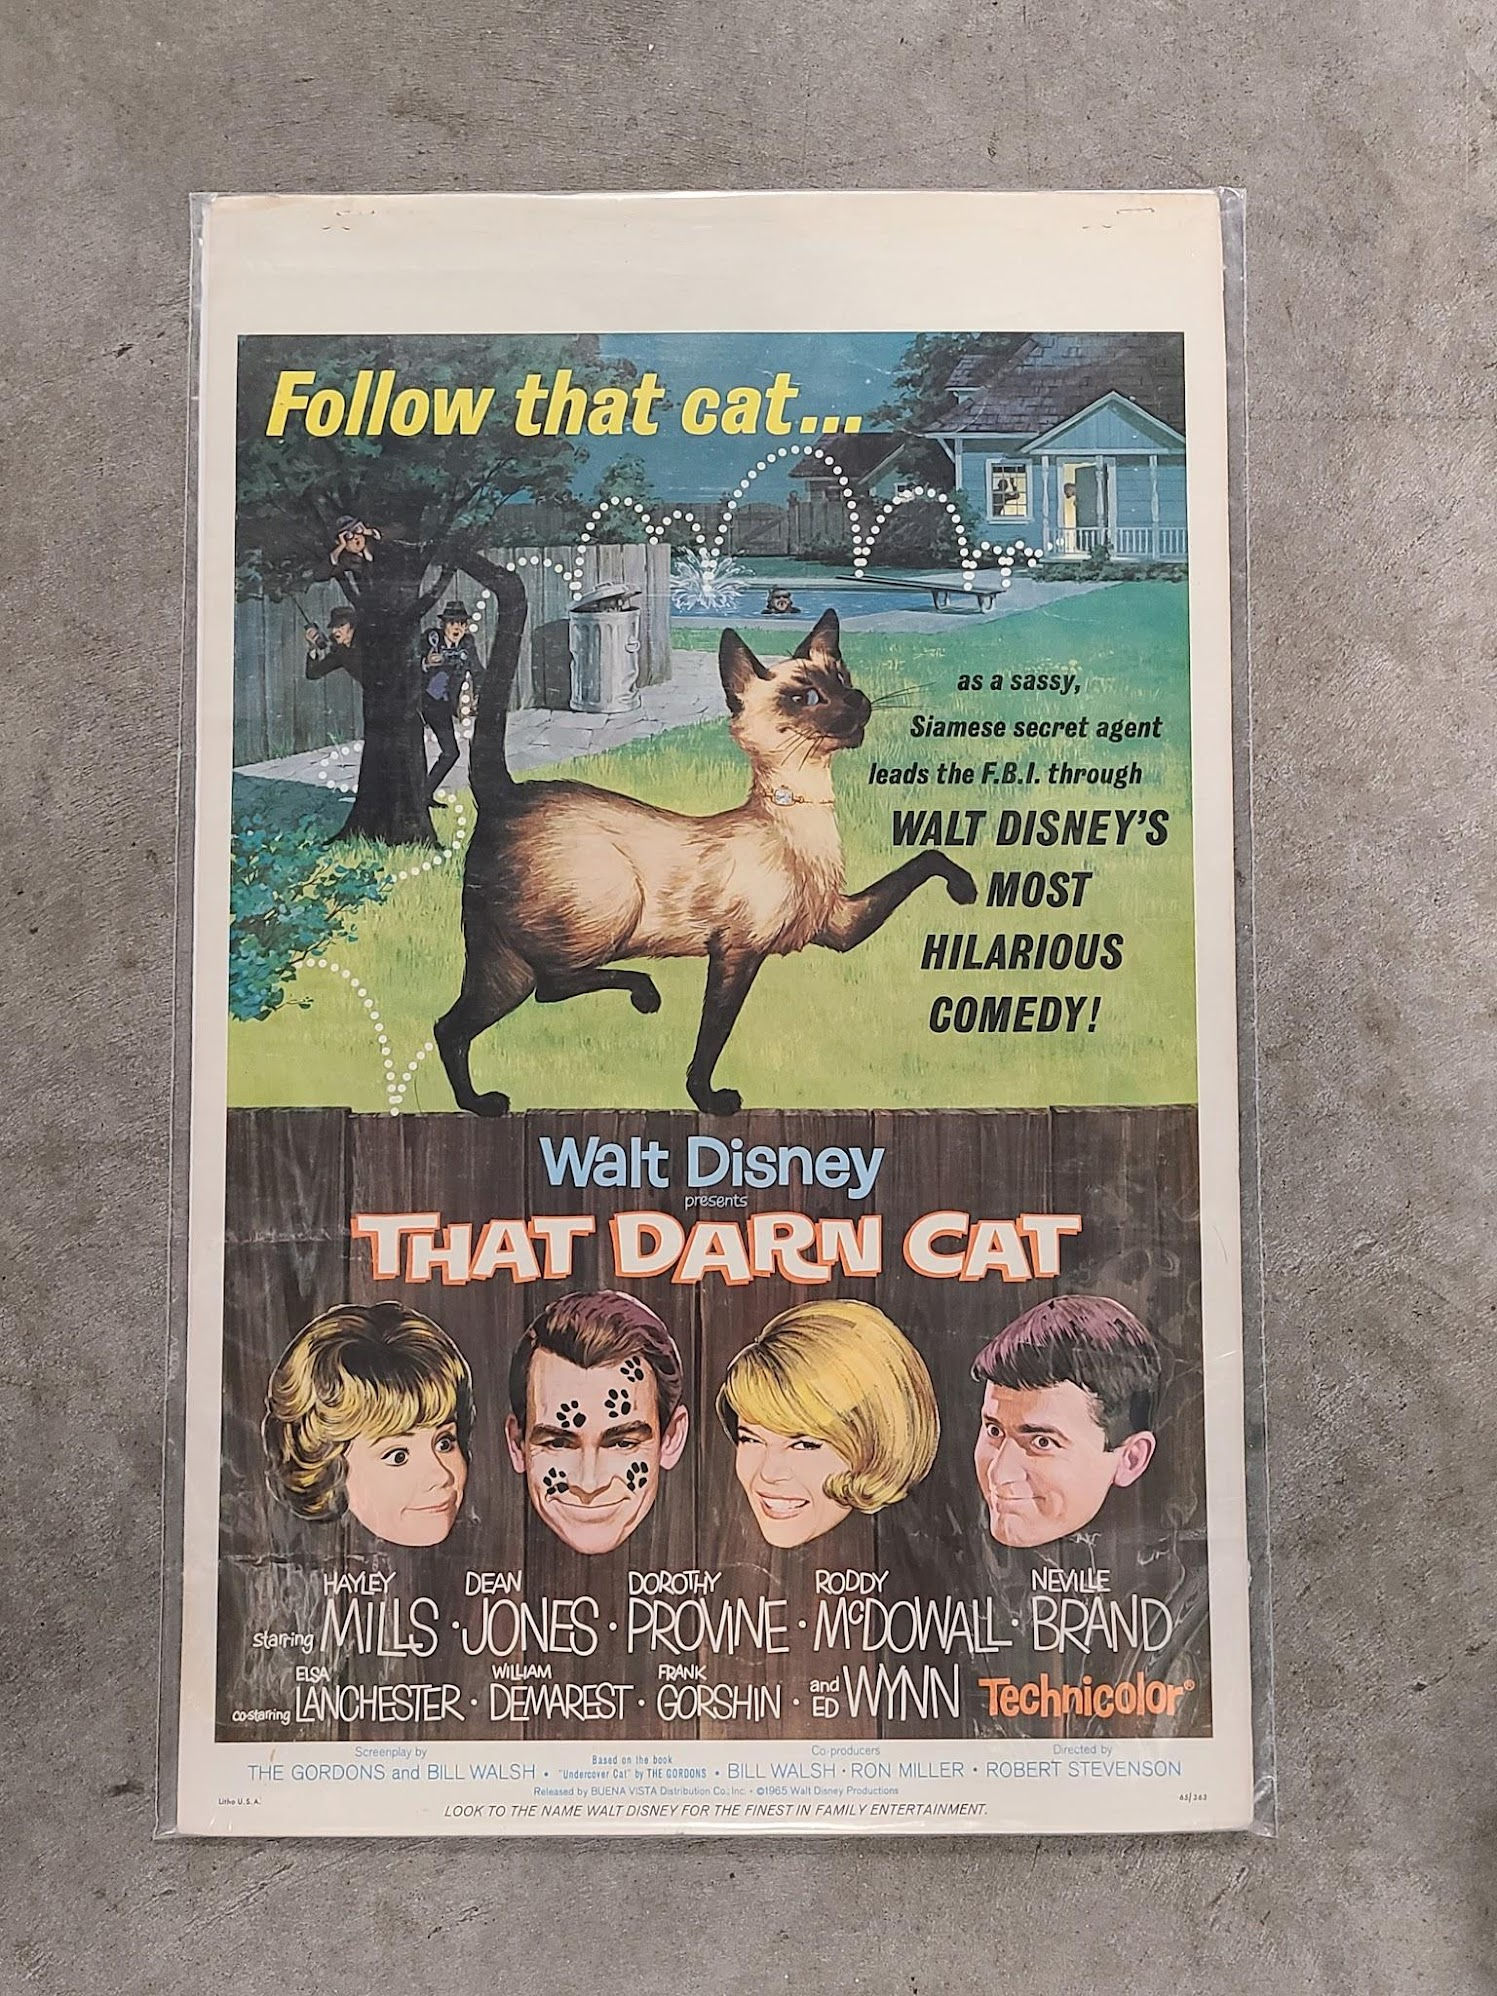 Follow that cat...
as a sassy,
Siamese secret agent
leads the F.B.I. through
WALT DISNEY'S
MOST
HILARIOUS
COMEDY!
Walt Disney
presents
THAT DARN CAT
starring HAYLEY MILLS · DEAN JONES · DOROTHY PROVINE · RODDY McDOWALL · NEVILLE BRAND
co-starring ELSA LANCHESTER · WILLIAM DEMAREST · FRANK GORSHIN · and ED WYNN Technicolor®
Screenplay by THE GORDONS and BILL WALSH • Based on the book "Undercover Cat" by THE GORDONS • Co-producers BILL WALSH · RON MILLER • Directed by ROBERT STEVENSON
Released by BUENA VISTA Distribution Co., Inc. · ©1965 Walt Disney Productions
Litho U.S.A.
65/363
LOOK TO THE NAME WALT DISNEY FOR THE FINEST IN FAMILY ENTERTAINMENT.